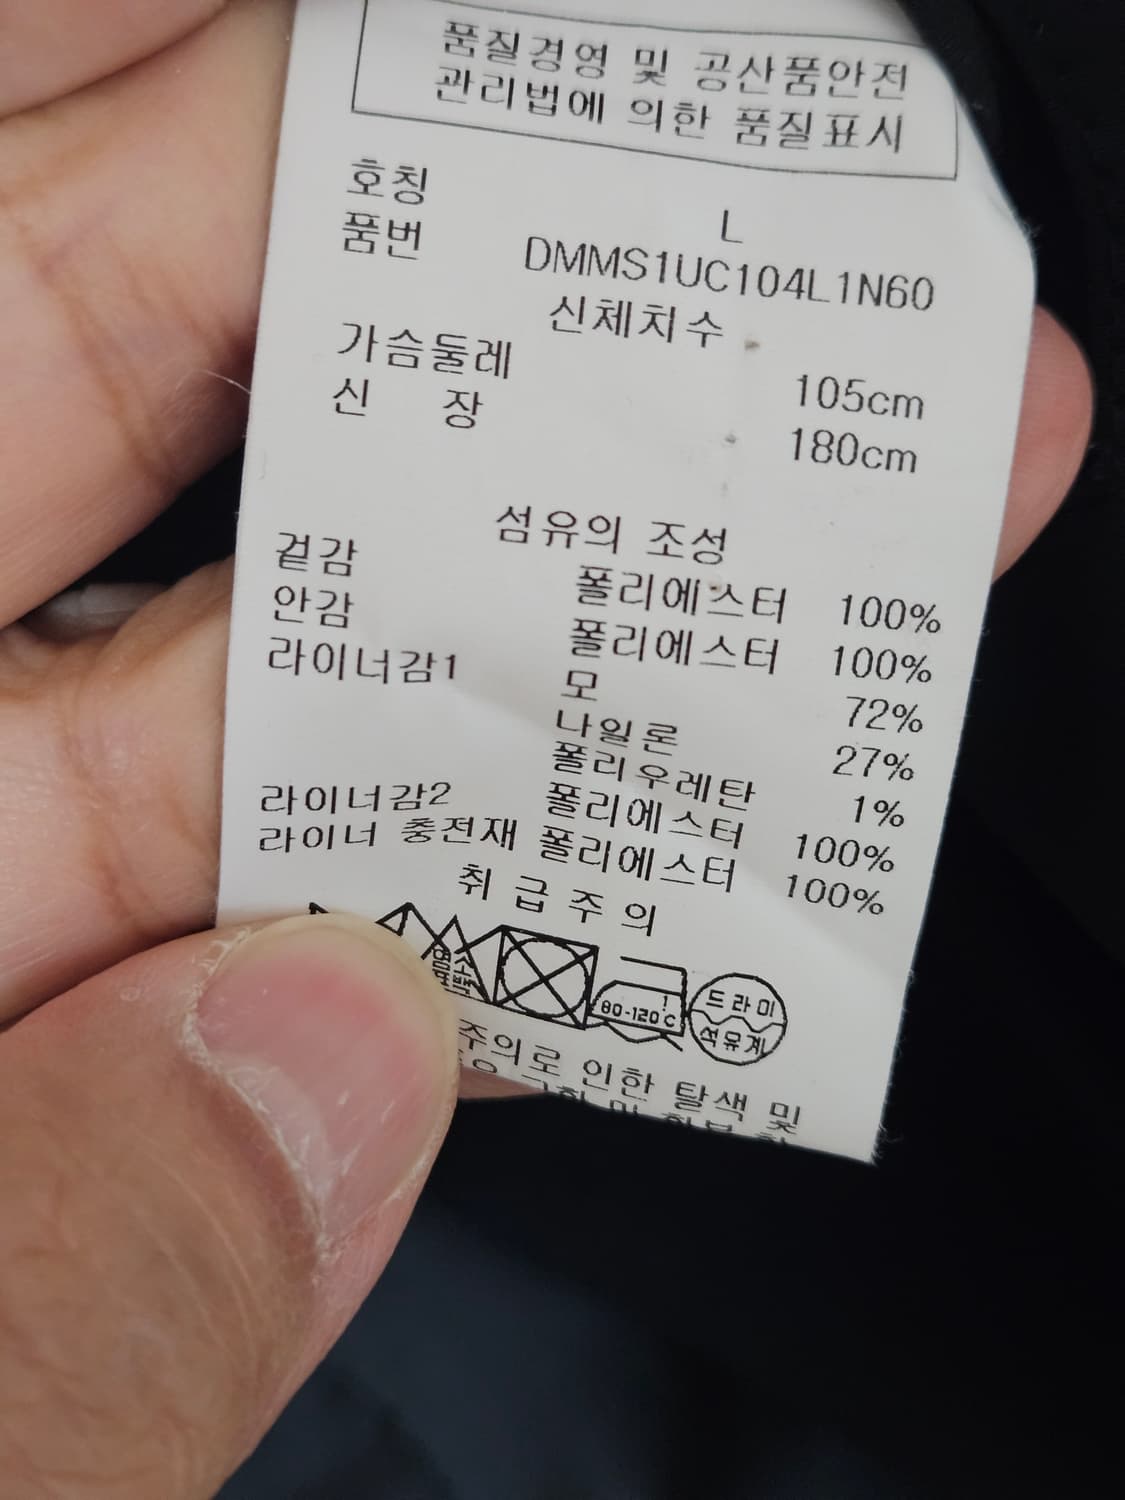 품질경영 및 공산품안전
관리법에 의한 품질표시
호칭 L
품번 DMMS1UC104L1N60
신체치수
가슴둘레 105cm
신 장 180cm
섬유의 조성
겉감 폴리에스터 100%
안감 폴리에스터 100%
라이너감1 모 72%
나일론 27%
폴리우레탄 1%
라이너감2 폴리에스터 100%
라이너 충전재 폴리에스터 100%
취급주의
염소
표백
80-120℃
드라이
석유계
주의로 인한 탈색 및